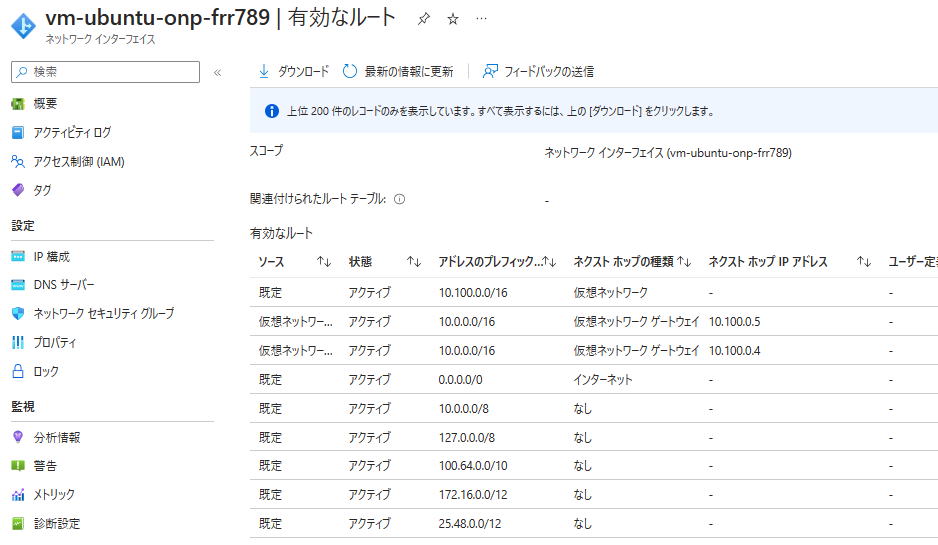 vm-ubuntu-onp-frr789 | 有効なルート
ネットワーク インターフェイス
検索
概要
アクティビティ ログ
アクセス制御 (IAM)
タグ
設定
IP 構成
DNS サーバー
ネットワーク セキュリティ グループ
プロパティ
ロック
監視
分析情報
警告
メトリック
診断設定
ダウンロード 最新の情報に更新 フィードバックの送信
上位 200 件のレコードのみを表示しています。すべて表示するには、上の [ダウンロード] をクリックします。
スコープ ネットワーク インターフェイス (vm-ubuntu-onp-frr789)
関連付けられたルート テーブル: -
有効なルート
ソース 状態 アドレスのプレフィック... ネクスト ホップの種類 ネクスト ホップ IP アドレス ユーザー定
既定 アクティブ 10.100.0.0/16 仮想ネットワーク - -
仮想ネットワー... アクティブ 10.0.0.0/16 仮想ネットワーク ゲートウェイ 10.100.0.5 -
仮想ネットワー... アクティブ 10.0.0.0/16 仮想ネットワーク ゲートウェイ 10.100.0.4 -
既定 アクティブ 0.0.0.0/0 インターネット - -
既定 アクティブ 10.0.0.0/8 なし - -
既定 アクティブ 127.0.0.0/8 なし - -
既定 アクティブ 100.64.0.0/10 なし - -
既定 アクティブ 172.16.0.0/12 なし - -
既定 アクティブ 25.48.0.0/12 なし - -